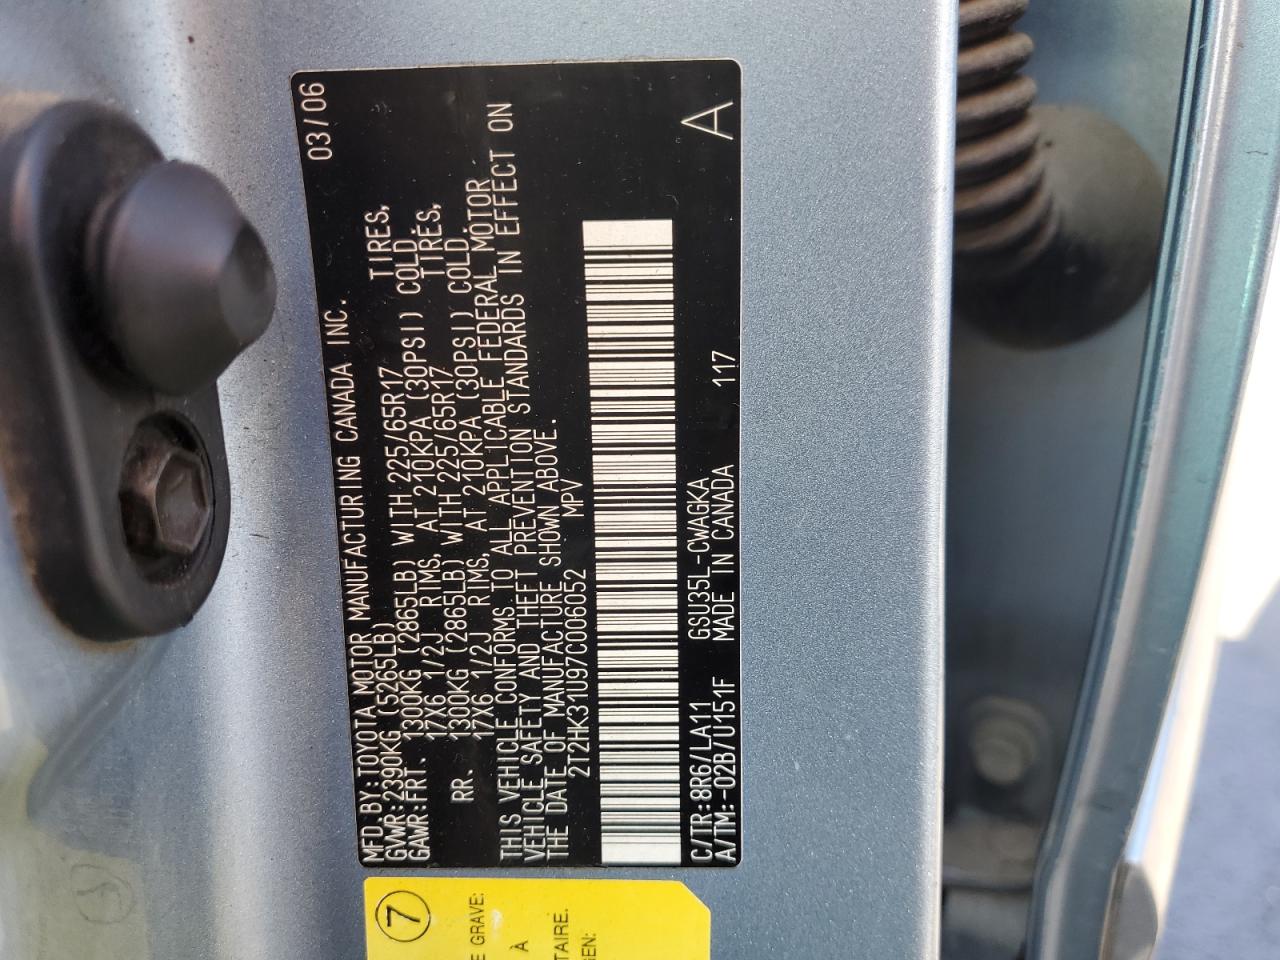 MFD.BY:TOYOTA MOTOR MANUFACTURING CANADA INC. 03/06
GVWR:2390KG (5265LB)
GAWR:FRT. 1300KG (2865LB) WITH 225/65R17 TIRES,
17X6 1/2J RIMS, AT 210KPA (30PSI) COLD.
RR. 1300KG (2865LB) WITH 225/65R17 TIRES,
17X6 1/2J RIMS, AT 210KPA (30PSI) COLD.
THIS VEHICLE CONFORMS TO ALL APPLICABLE FEDERAL MOTOR
VEHICLE SAFETY AND THEFT PREVENTION STANDARDS IN EFFECT ON
THE DATE OF MANUFACTURE SHOWN ABOVE.
2T2HK31U97C006052 MPV
C/TR:8R6/LA11 GSU35L-CWAGKA
A/TM:-02B/U151F MADE IN CANADA 117 A
7
E GRAVE:
À
TAIRE.
GEN: